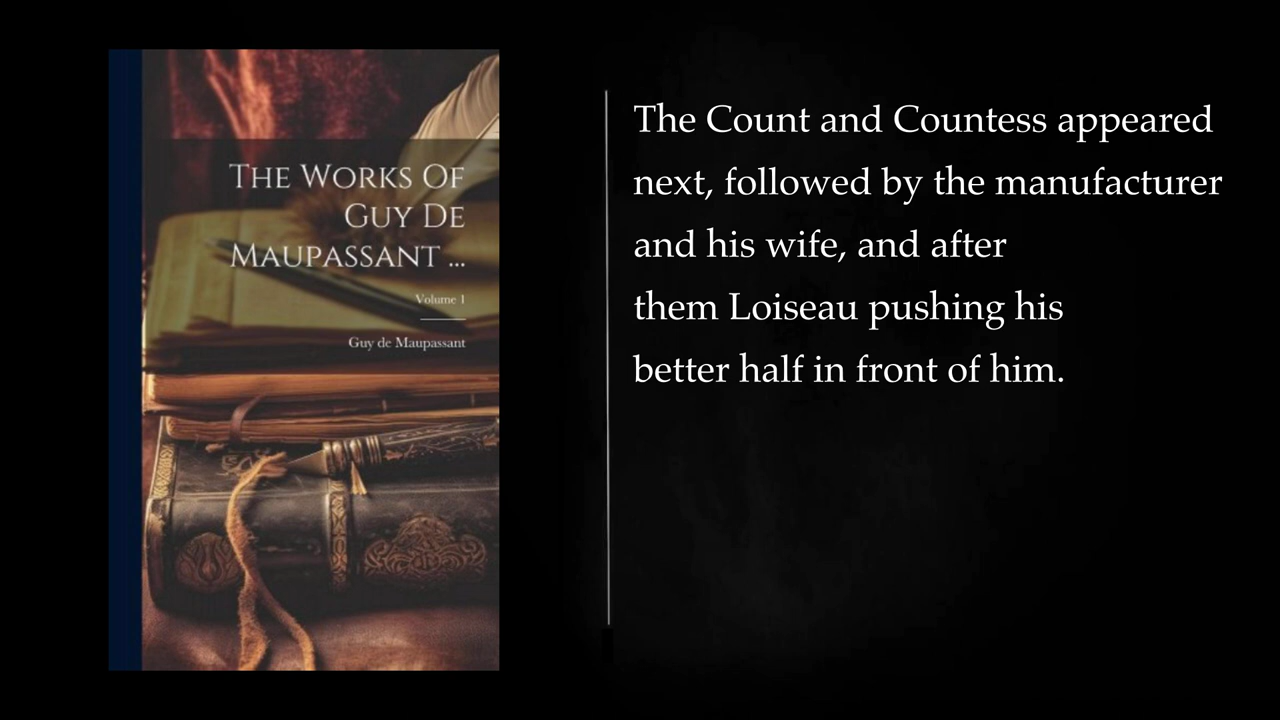 The Works Of
Guy De
Maupassant ...
Volume 1
Guy de Maupassant
The Count and Countess appeared
next, followed by the manufacturer
and his wife, and after
them Loiseau pushing his
better half in front of him.